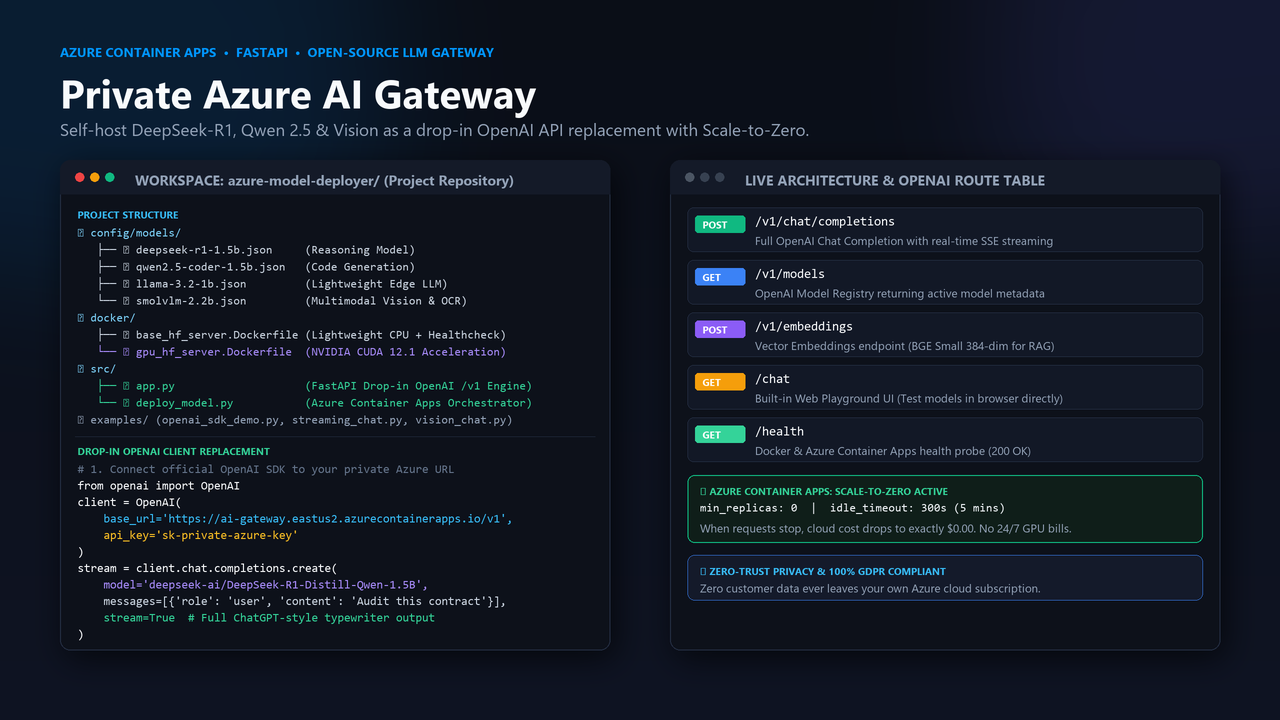 AZURE CONTAINER APPS • FASTAPI • OPEN-SOURCE LLM GATEWAY
Private Azure AI Gateway
Self-host DeepSeek-R1, Qwen 2.5 & Vision as a drop-in OpenAI API replacement with Scale-to-Zero.
WORKSPACE: azure-model-deployer/ (Project Repository)
PROJECT STRUCTURE
config/models/
├── deepseek-r1-1.5b.json (Reasoning Model)
├── qwen2.5-coder-1.5b.json (Code Generation)
├── llama-3.2-1b.json (Lightweight Edge LLM)
└── smolvlm-2.2b.json (Multimodal Vision & OCR)
docker/
├── base_hf_server.Dockerfile (Lightweight CPU + Healthcheck)
└── gpu_hf_server.Dockerfile (NVIDIA CUDA 12.1 Acceleration)
src/
├── app.py (FastAPI Drop-in OpenAI /v1 Engine)
└── deploy_model.py (Azure Container Apps Orchestrator)
examples/ (openai_sdk_demo.py, streaming_chat.py, vision_chat.py)
DROP-IN OPENAI CLIENT REPLACEMENT
# 1. Connect official OpenAI SDK to your private Azure URL
from openai import OpenAI
client = OpenAI(
base_url='https://ai-gateway.eastus2.azurecontainerapps.io/v1',
api_key='sk-private-azure-key'
)
stream = client.chat.completions.create(
model='deepseek-ai/DeepSeek-R1-Distill-Qwen-1.5B',
messages=[{'role': 'user', 'content': 'Audit this contract'}],
stream=True # Full ChatGPT-style typewriter output
)
LIVE ARCHITECTURE & OPENAI ROUTE TABLE
POST /v1/chat/completions
Full OpenAI Chat Completion with real-time SSE streaming
GET /v1/models
OpenAI Model Registry returning active model metadata
POST /v1/embeddings
Vector Embeddings endpoint (BGE Small 384-dim for RAG)
GET /chat
Built-in Web Playground UI (Test models in browser directly)
GET /health
Docker & Azure Container Apps health probe (200 OK)
AZURE CONTAINER APPS: SCALE-TO-ZERO ACTIVE
min_replicas: 0 | idle_timeout: 300s (5 mins)
When requests stop, cloud cost drops to exactly $0.00. No 24/7 GPU bills.
ZERO-TRUST PRIVACY & 100% GDPR COMPLIANT
Zero customer data ever leaves your own Azure cloud subscription.